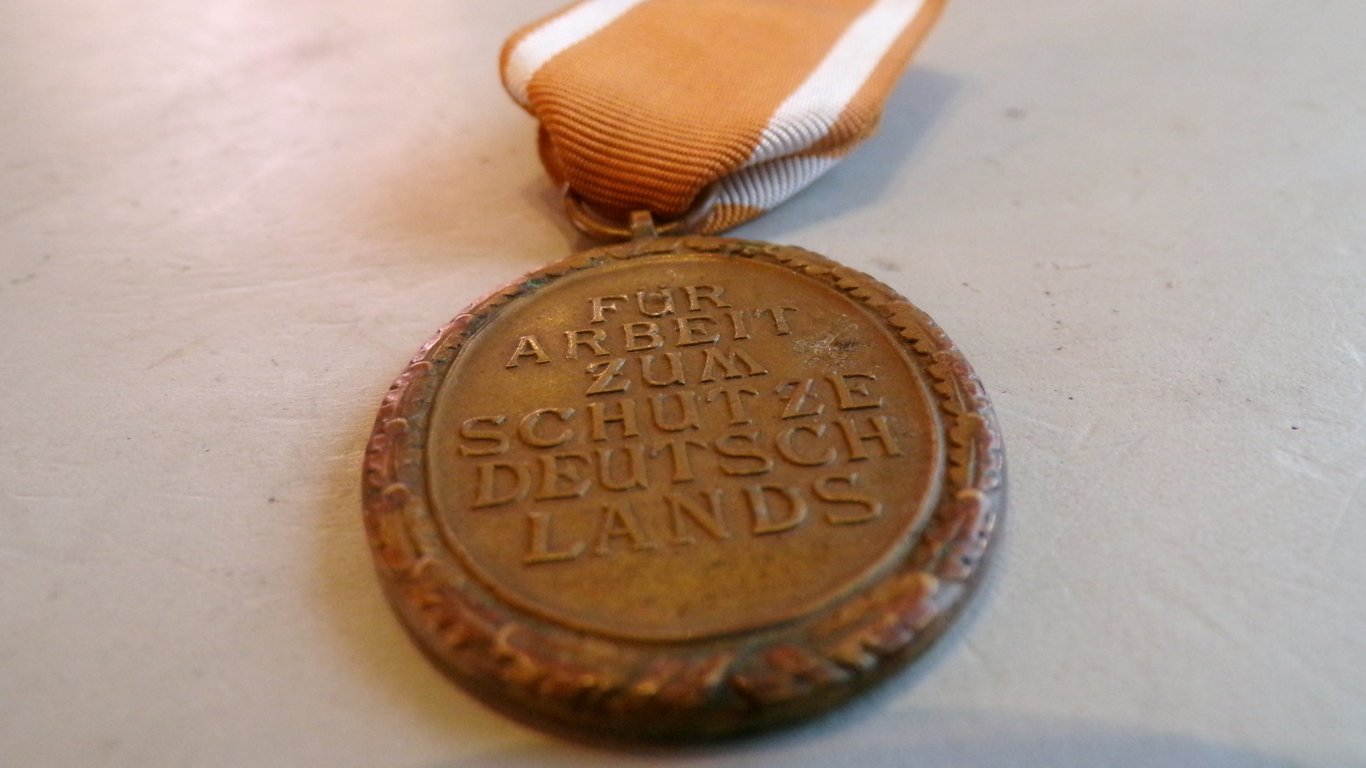 FÜR
ARBEIT
ZUM
SCHUTZE
DEUTSCH
LANDS